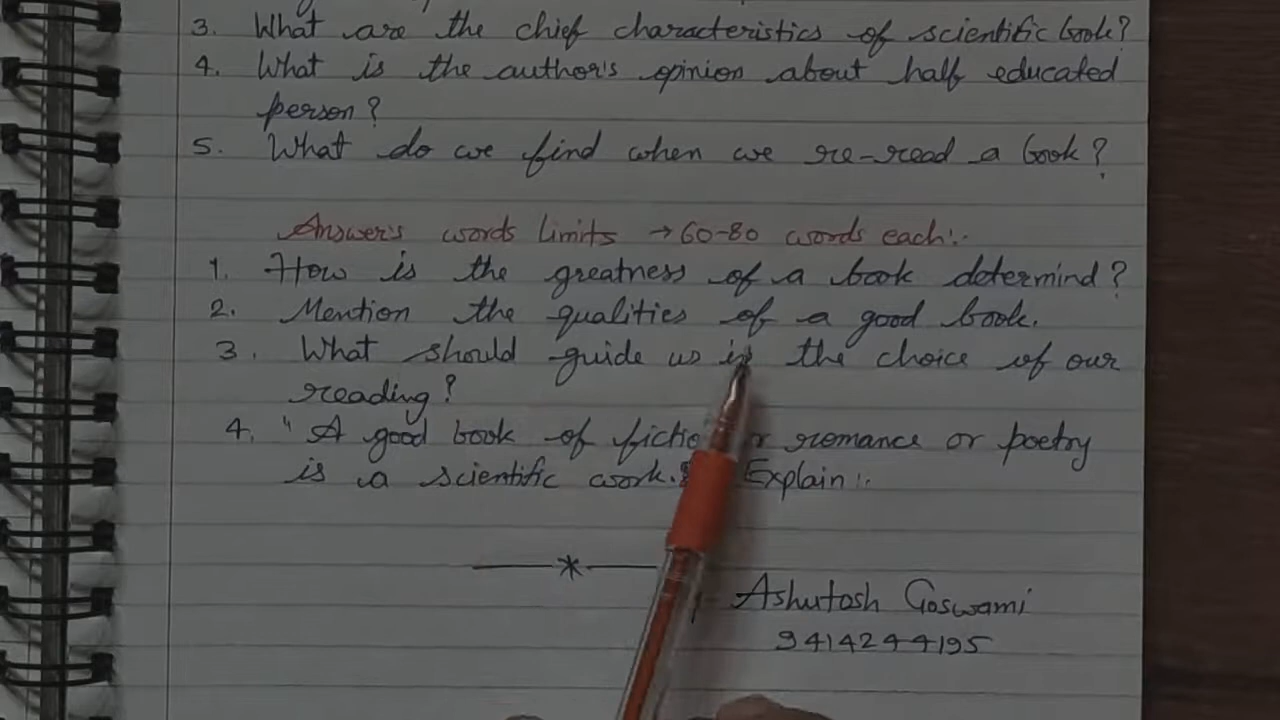 3. What are the chief characteristics of scientific book?
4. What is the author's opinion about half educated
person?
5. What do we find when we re-read a book?
Answer's words limits → 60-80 words each:.
1. How is the greatness of a book determind?
2. Mention the qualities of a good book.
3. What should guide us in the choice of our
reading?
4. "A good book of fictio or romance or poetry
is a scientific work. Explain:.
Ashutosh Goswami
9414244195